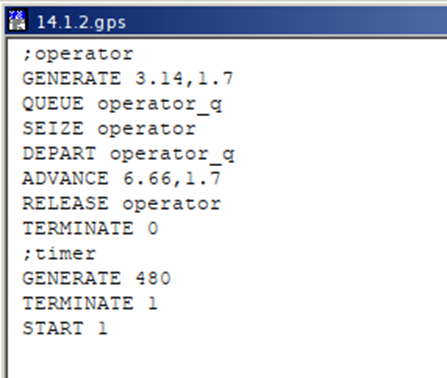 14.1.2.gps
;operator
GENERATE 3.14,1.7
QUEUE operator_q
SEIZE operator
DEPART operator_q
ADVANCE 6.66,1.7
RELEASE operator
TERMINATE 0
;timer
GENERATE 480
TERMINATE 1
START 1